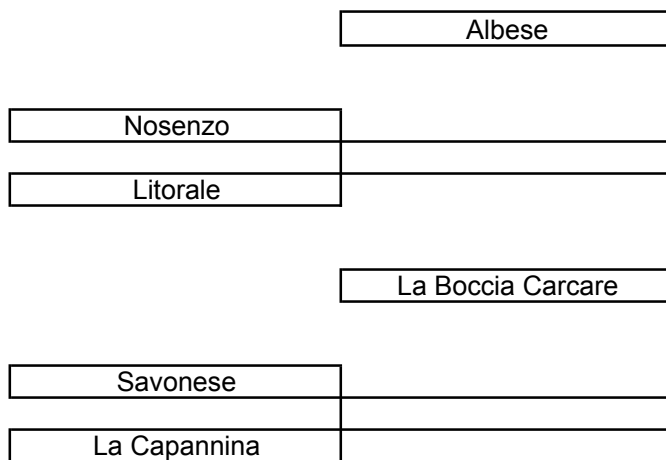 Albese
Nosenzo
Litorale
La Boccia Carcare
Savonese
La Capannina